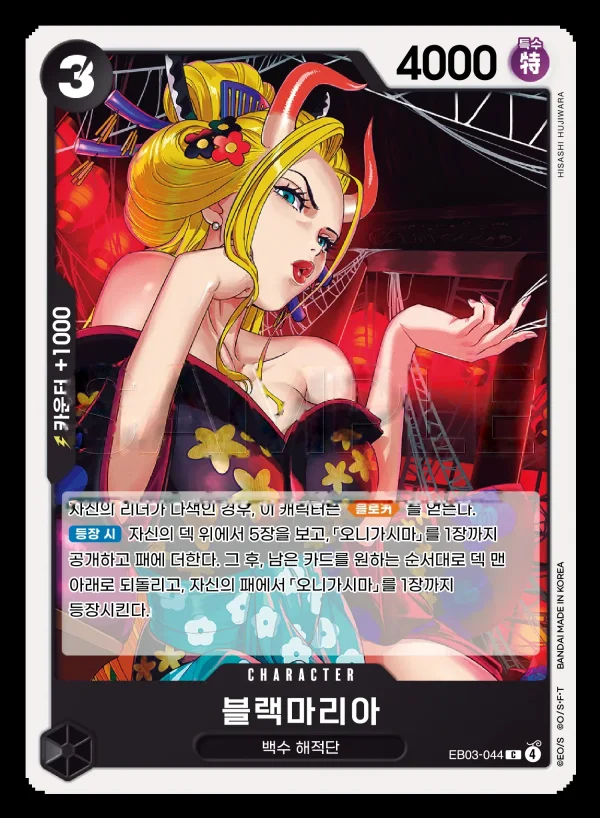 3
4000
특수
特
HISASHI HUJIWARA
카운터 +1000
SAMPLE
자신의 리더가 다색인 경우, 이 캐릭터는 블로커 를 얻는다.
등장 시 자신의 덱 위에서 5장을 보고, 「오니가시마」를 1장까지
공개하고 패에 더한다. 그 후, 남은 카드를 원하는 순서대로 덱 맨
아래로 되돌리고, 자신의 패에서 「오니가시마」를 1장까지
등장시킨다.
CHARACTER
블랙마리아
백수 해적단
EB03-044 C 4
©EO/S ©O/S·F·T BANDAI MADE IN KOREA